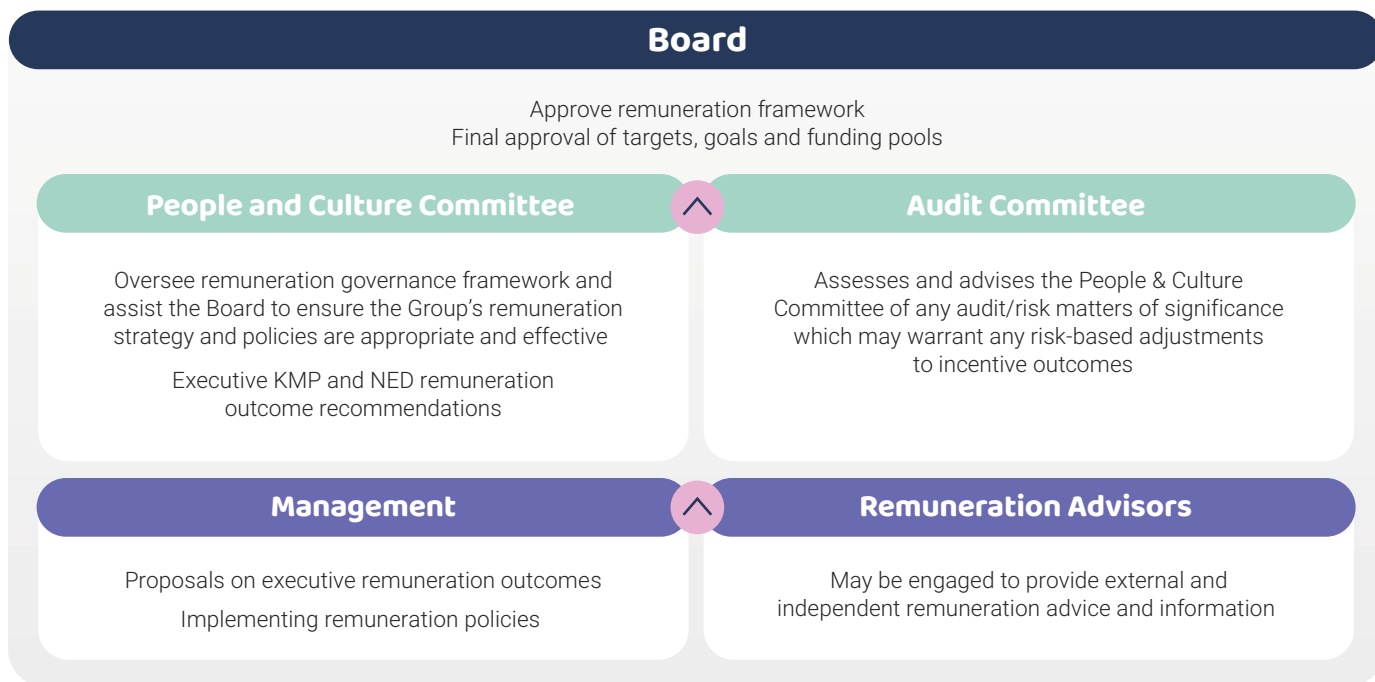 Board
Approve remuneration framework
Final approval of targets, goals and funding pools
People and Culture Committee
Oversee remuneration governance framework and
assist the Board to ensure the Group's remuneration
strategy and policies are appropriate and effective
Executive KMP and NED remuneration
outcome recommendations
Audit Committee
Assesses and advises the People & Culture
Committee of any audit/risk matters of significance
which may warrant any risk-based adjustments
to incentive outcomes
Management
Proposals on executive remuneration outcomes
Implementing remuneration policies
Remuneration Advisors
May be engaged to provide external and
independent remuneration advice and information